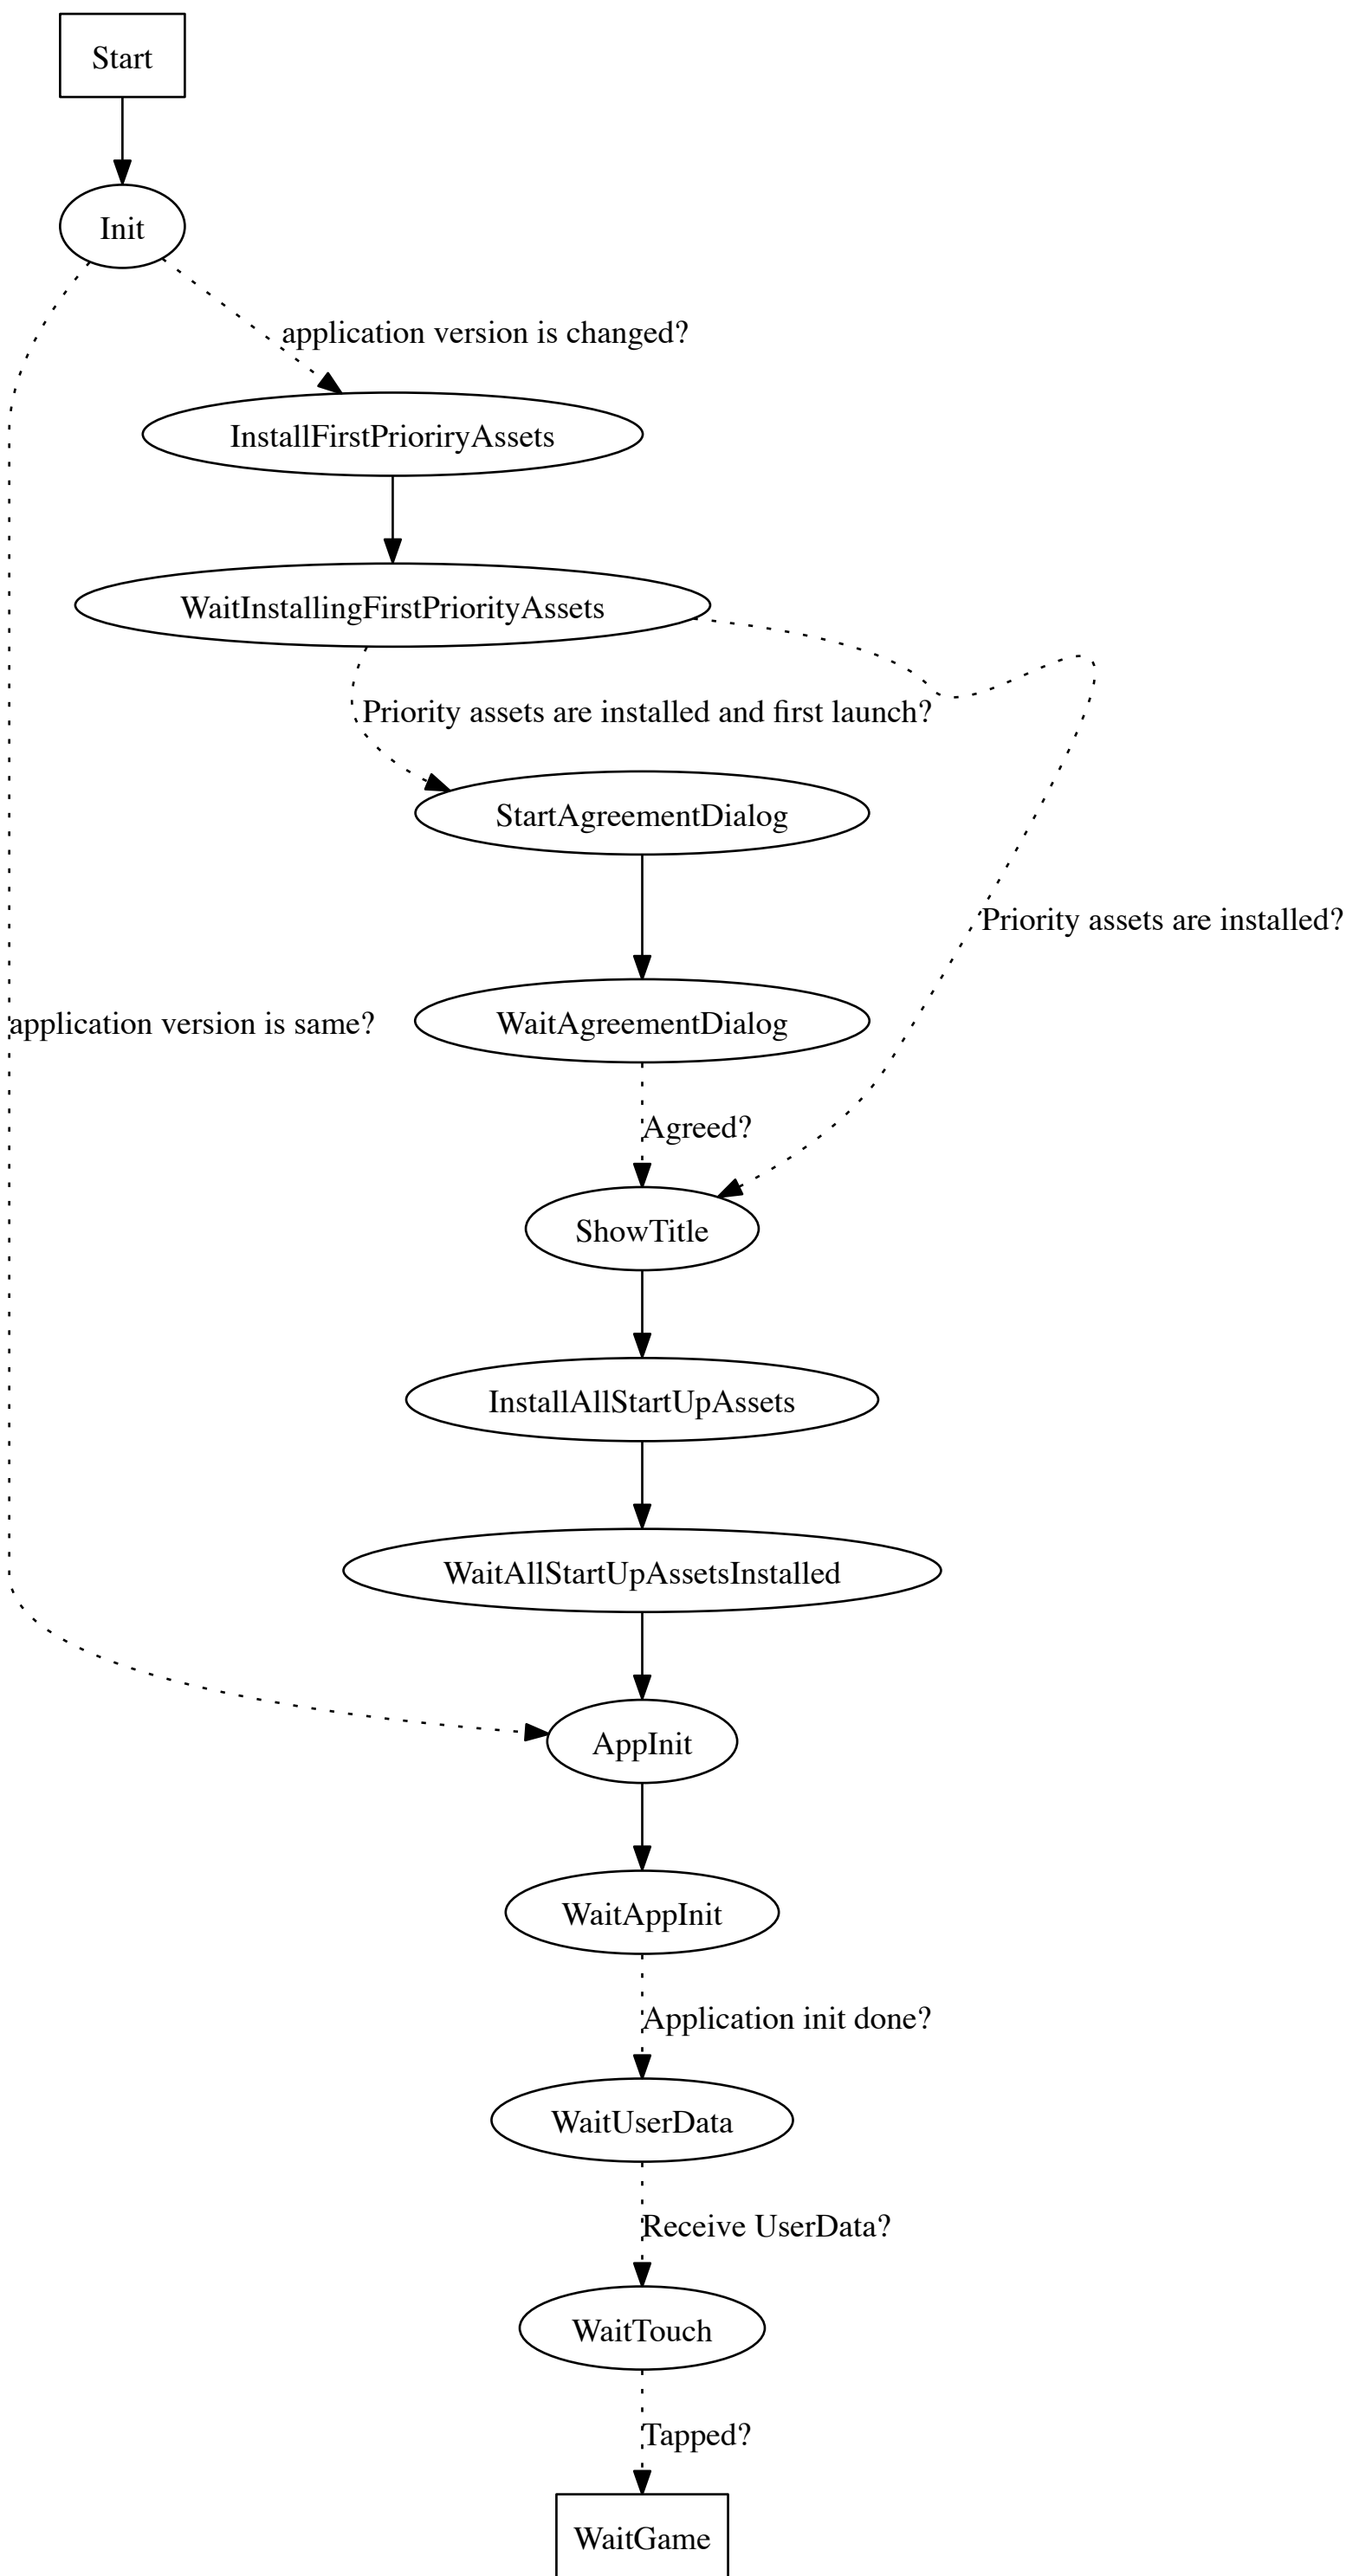 Start
Init
application version is changed?
InstallFirstPrioriryAssets
WaitInstallingFirstPriorityAssets
Priority assets are installed and first launch?
StartAgreementDialog
Priority assets are installed?
application version is same?
WaitAgreementDialog
Agreed?
ShowTitle
InstallAllStartUpAssets
WaitAllStartUpAssetsInstalled
AppInit
WaitAppInit
Application init done?
WaitUserData
Receive UserData?
WaitTouch
Tapped?
WaitGame